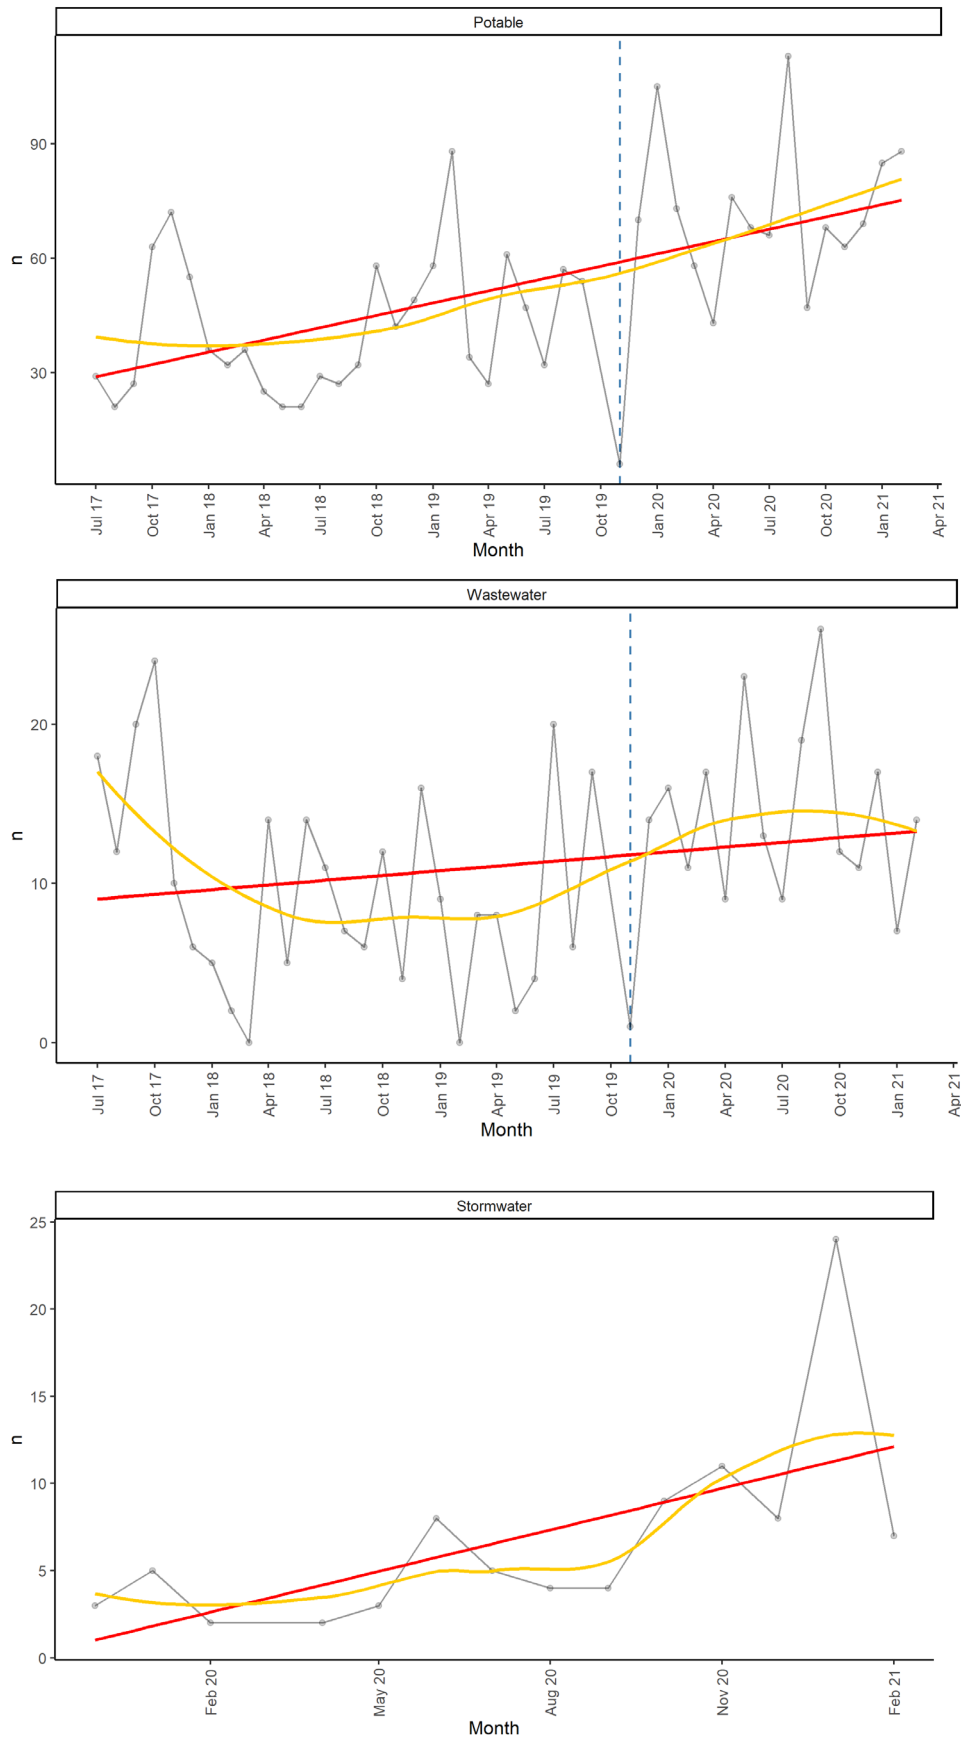 Potable
90
60
30
n
Jul 17
Oct 17
Jan 18
Apr 18
Jul 18
Oct 18
Jan 19
Apr 19
Jul 19
Oct 19
Jan 20
Apr 20
Jul 20
Oct 20
Jan 21
Apr 21
Month
Wastewater
20
10
0
n
Jul 17
Oct 17
Jan 18
Apr 18
Jul 18
Oct 18
Jan 19
Apr 19
Jul 19
Oct 19
Jan 20
Apr 20
Jul 20
Oct 20
Jan 21
Apr 21
Month
Stormwater
25
20
15
10
5
0
n
Feb 20
May 20
Aug 20
Nov 20
Feb 21
Month